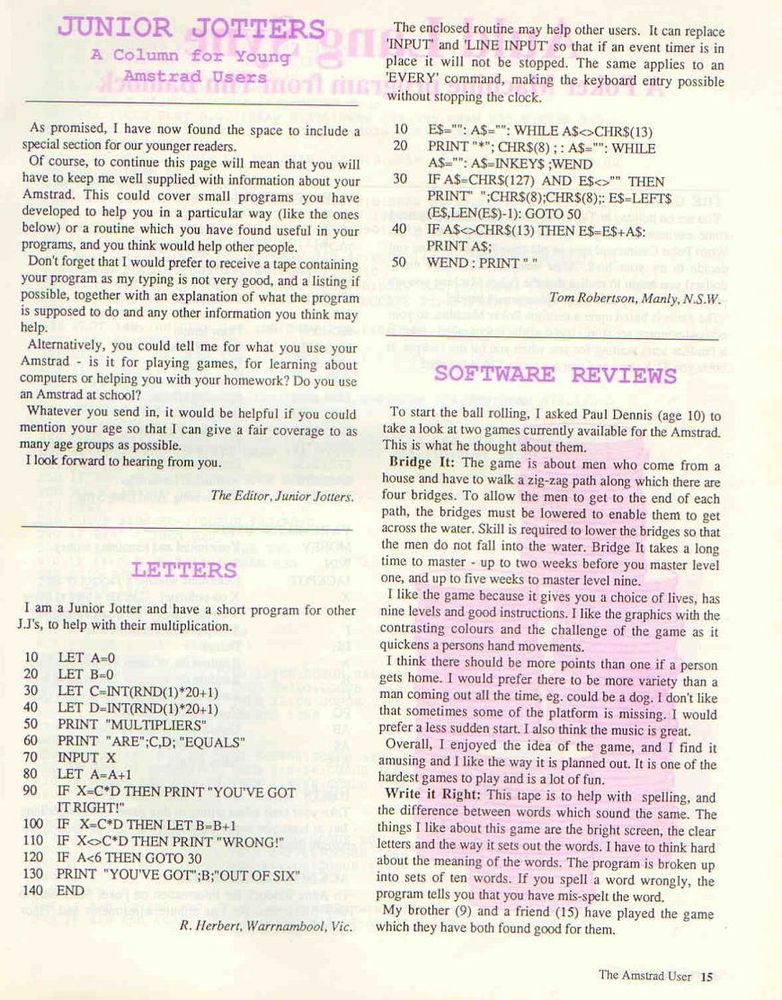 JUNIOR JOTTERS
A Column for Young
Amstrad Users
As promised, I have now found the space to include a
special section for our younger readers.
Of course, to continue this page will mean that you will
have to keep me well supplied with information about your
Amstrad. This could cover small programs you have
developed to help you in a particular way (like the ones
below) or a routine which you have found useful in your
programs, and you think would help other people.
Don't forget that I would prefer to receive a tape containing
your program as my typing is not very good, and a listing if
possible, together with an explanation of what the program
is supposed to do and any other information you think may
help.
Alternatively, you could tell me for what you use your
Amstrad - is it for playing games, for learning about
computers or helping you with your homework? Do you use
an Amstrad at school?
Whatever you send in, it would be helpful if you could
mention your age so that I can give a fair coverage to as
many age groups as possible.
I look forward to hearing from you.
The Editor, Junior Jotters.
LETTERS
I am a Junior Jotter and have a short program for other
J.J's, to help with their multiplication.
10 LET A=0
20 LET B=0
30 LET C=INT(RND(1)*20+1)
40 LET D=INT(RND(1)*20+1)
50 PRINT "MULTIPLIERS"
60 PRINT "ARE";C,D; "EQUALS"
70 INPUT X
80 LET A=A+1
90 IF X=C*D THEN PRINT "YOU'VE GOT
IT RIGHT!"
100 IF X=C*D THEN LET B=B+1
110 IF X<>C*D THEN PRINT "WRONG!"
120 IF A<6 THEN GOTO 30
130 PRINT "YOU'VE GOT";B;"OUT OF SIX"
140 END
R. Herbert, Warrnambool, Vic.
The enclosed routine may help other users. It can replace
'INPUT' and 'LINE INPUT' so that if an event timer is in
place it will not be stopped. The same applies to an
'EVERY' command, making the keyboard entry possible
without stopping the clock.
10 E$="": A$="": WHILE A$<>CHR$(13)
20 PRINT "*"; CHR$(8) ; : A$="": WHILE
A$="": A$=INKEY$ ;WEND
30 IF A$=CHR$(127) AND E$<>"" THEN
PRINT" ";CHR$(8);CHR$(8);: E$=LEFT$
(E$,LEN(E$)-1): GOTO 50
40 IF A$<>CHR$(13) THEN E$=E$+A$:
PRINT A$;
50 WEND : PRINT " "
Tom Robertson, Manly, N.S.W.
SOFTWARE REVIEWS
To start the ball rolling, I asked Paul Dennis (age 10) to
take a look at two games currently available for the Amstrad.
This is what he thought about them.
Bridge It: The game is about men who come from a
house and have to walk a zig-zag path along which there are
four bridges. To allow the men to get to the end of each
path, the bridges must be lowered to enable them to get
across the water. Skill is required to lower the bridges so that
the men do not fall into the water. Bridge It takes a long
time to master - up to two weeks before you master level
one, and up to five weeks to master level nine.
I like the game because it gives you a choice of lives, has
nine levels and good instructions. I like the graphics with the
contrasting colours and the challenge of the game as it
quickens a persons hand movements.
I think there should be more points than one if a person
gets home. I would prefer there to be more variety than a
man coming out all the time, eg. could be a dog. I don't like
that sometimes some of the platform is missing. I would
prefer a less sudden start. I also think the music is great.
Overall, I enjoyed the idea of the game, and I find it
amusing and I like the way it is planned out. It is one of the
hardest games to play and is a lot of fun.
Write it Right: This tape is to help with spelling, and
the difference between words which sound the same. The
things I like about this game are the bright screen, the clear
letters and the way it sets out the words. I have to think hard
about the meaning of the words. The program is broken up
into sets of ten words. If you spell a word wrongly, the
program tells you that you have mis-spelt the word.
My brother (9) and a friend (15) have played the game
which they have both found good for them.
The Amstrad User 15